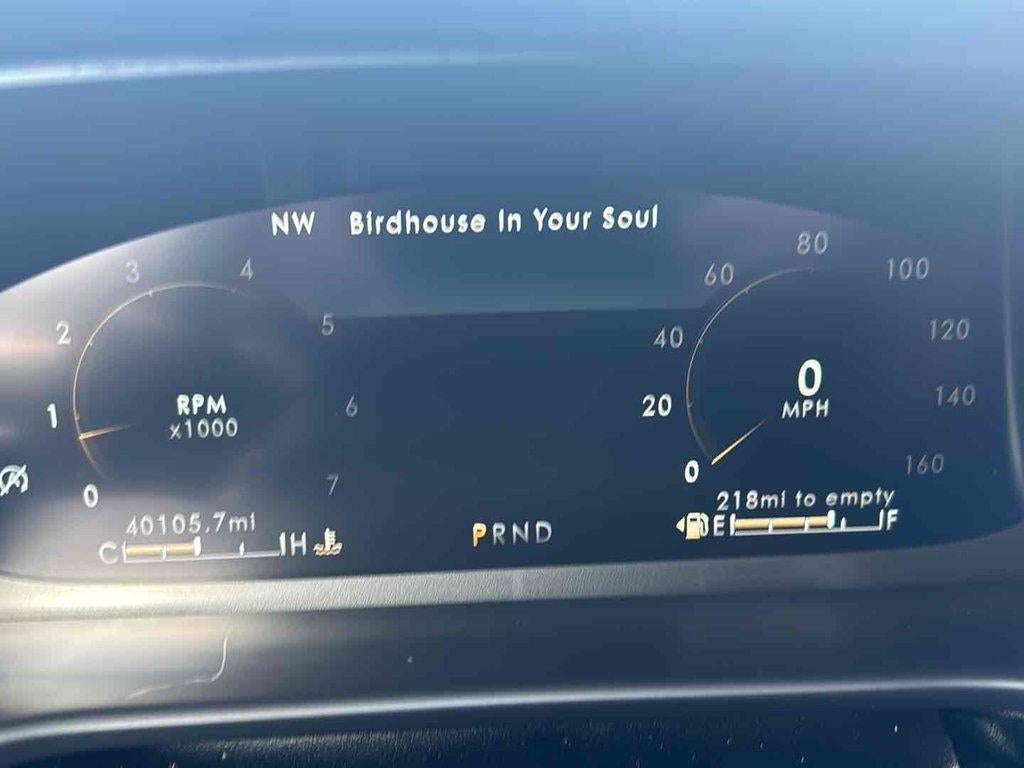 NW Birdhouse In Your Soul
0 1 2 3 4 5 6 7
RPM
x1000
0 20 40 60 80 100 120 140 160
0
MPH
40105.7mi
C H
PRND
218mi to empty
E F